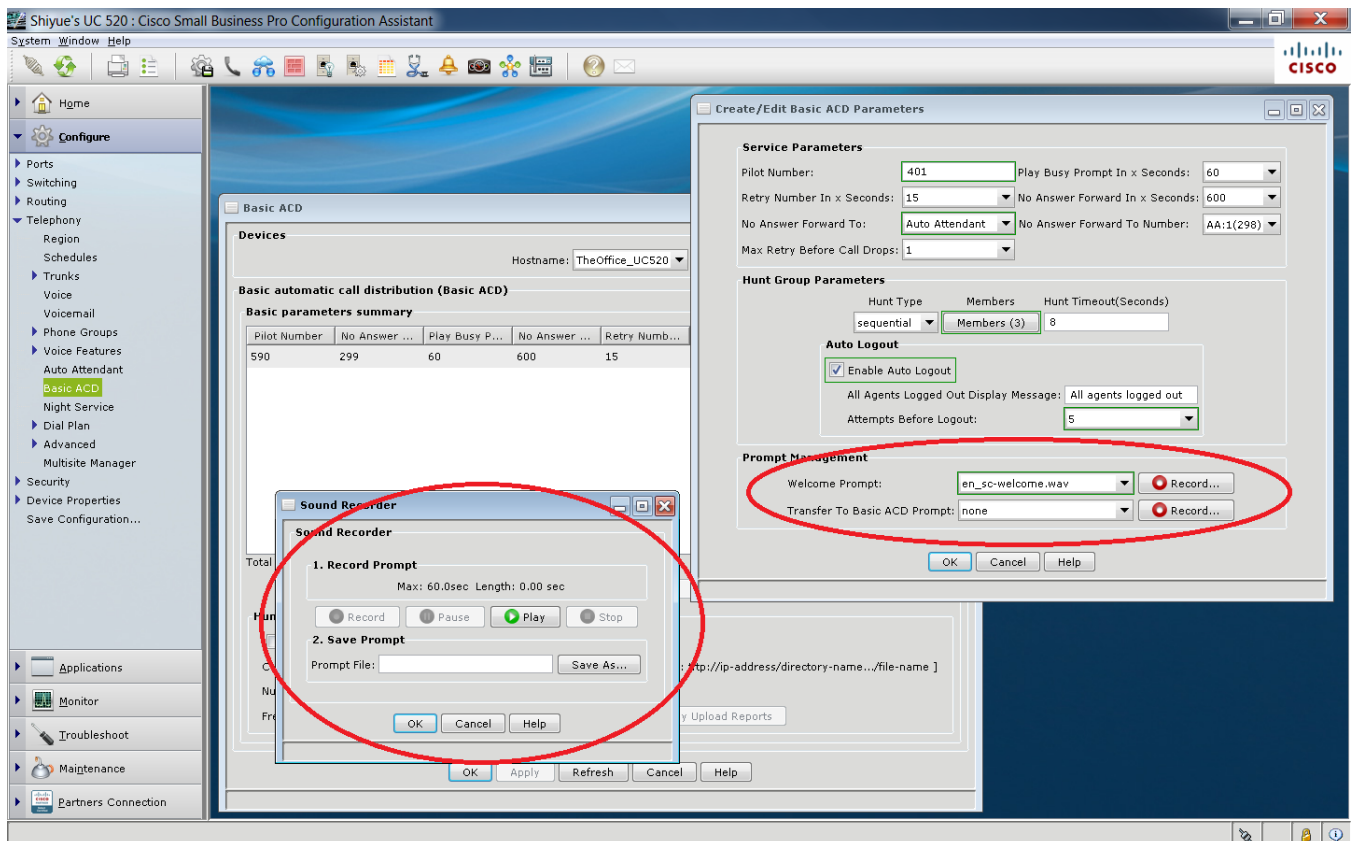 Shiyue's UC 520 : Cisco Small Business Pro Configuration Assistant
System Window Help
CISCO
Home
Configure
Ports
Switching
Routing
Telephony
Region
Schedules
Trunks
Voice
Voicemail
Phone Groups
Voice Features
Auto Attendant
Basic ACD
Night Service
Dial Plan
Advanced
Multisite Manager
Security
Device Properties
Save Configuration...
Applications
Monitor
Troubleshoot
Maintenance
Partners Connection
Basic ACD
Devices
Hostname: TheOffice_UC520
Basic automatic call distribution (Basic ACD)
Basic parameters summary
Pilot Number No Answer ... Play Busy P... No Answer ... Retry Numb...
590 299 60 600 15
Total
Hun
Nu
Fre
://ip-address/directory-name.../file-name ]
y Upload Reports
OK Apply Refresh Cancel Help
Sound Recorder
Sound Recorder
1. Record Prompt
Max: 60.0sec Length: 0.00 sec
Record Pause Play Stop
2. Save Prompt
Prompt File: Save As...
OK Cancel Help
Create/Edit Basic ACD Parameters
Service Parameters
Pilot Number: 401 Play Busy Prompt In x Seconds: 60
Retry Number In x Seconds: 15 No Answer Forward In x Seconds: 600
No Answer Forward To: Auto Attendant No Answer Forward To Number: AA:1(298)
Max Retry Before Call Drops: 1
Hunt Group Parameters
Hunt Type Members Hunt Timeout(Seconds)
sequential Members (3) 8
Auto Logout
Enable Auto Logout
All Agents Logged Out Display Message: All agents logged out
Attempts Before Logout: 5
Prompt Management
Welcome Prompt: en_sc-welcome.wav Record...
Transfer To Basic ACD Prompt: none Record...
OK Cancel Help